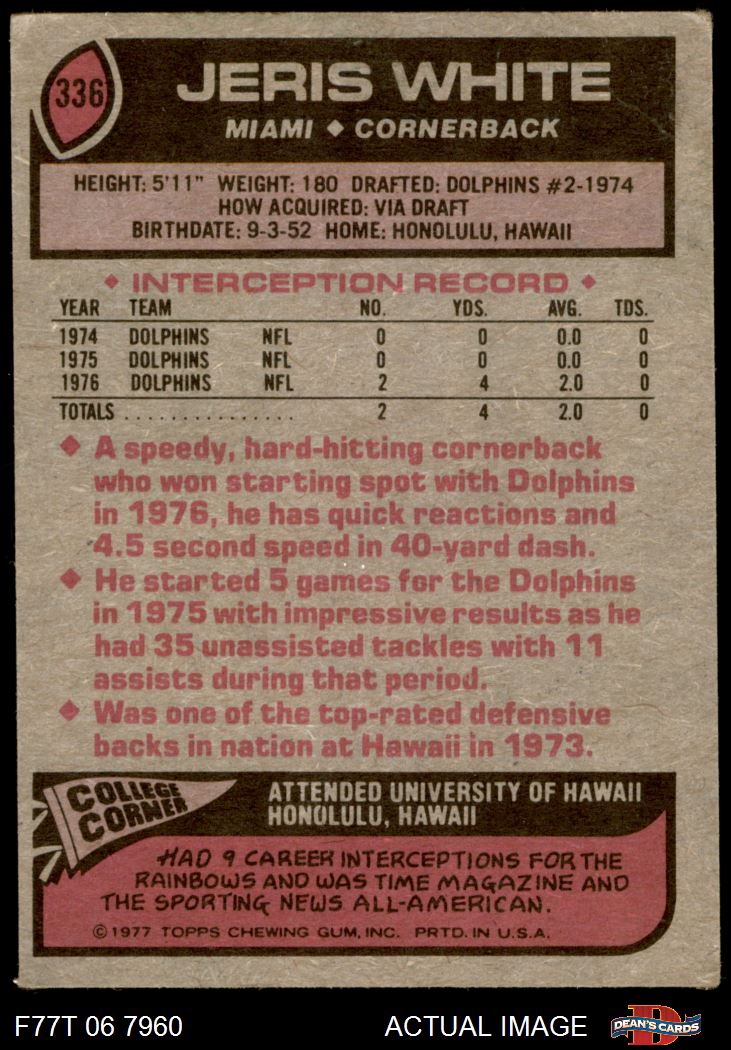 336
JERIS WHITE
MIAMI ◆ CORNERBACK
HEIGHT: 5'11" WEIGHT: 180 DRAFTED: DOLPHINS #2-1974
HOW ACQUIRED: VIA DRAFT
BIRTHDATE: 9-3-52 HOME: HONOLULU, HAWAII
◆ INTERCEPTION RECORD ◆
YEAR TEAM NO. YDS. AVG. TDS.
1974 DOLPHINS NFL 0 0 0.0 0
1975 DOLPHINS NFL 0 0 0.0 0
1976 DOLPHINS NFL 2 4 2.0 0
TOTALS . . . . . . . . . . . . . . . 2 4 2.0 0
◆ A speedy, hard-hitting cornerback
who won starting spot with Dolphins
in 1976, he has quick reactions and
4.5 second speed in 40-yard dash.
◆ He started 5 games for the Dolphins
in 1975 with impressive results as he
had 35 unassisted tackles with 11
assists during that period.
◆ Was one of the top-rated defensive
backs in nation at Hawaii in 1973.
COLLEGE
CORNER
ATTENDED UNIVERSITY OF HAWAII
HONOLULU, HAWAII
HAD 9 CAREER INTERCEPTIONS FOR THE
RAINBOWS AND WAS TIME MAGAZINE AND
THE SPORTING NEWS ALL-AMERICAN.
©1977 TOPPS CHEWING GUM, INC. PRTD. IN U.S.A.
F77T 06 7960 ACTUAL IMAGE
D
DEAN'S CARDS